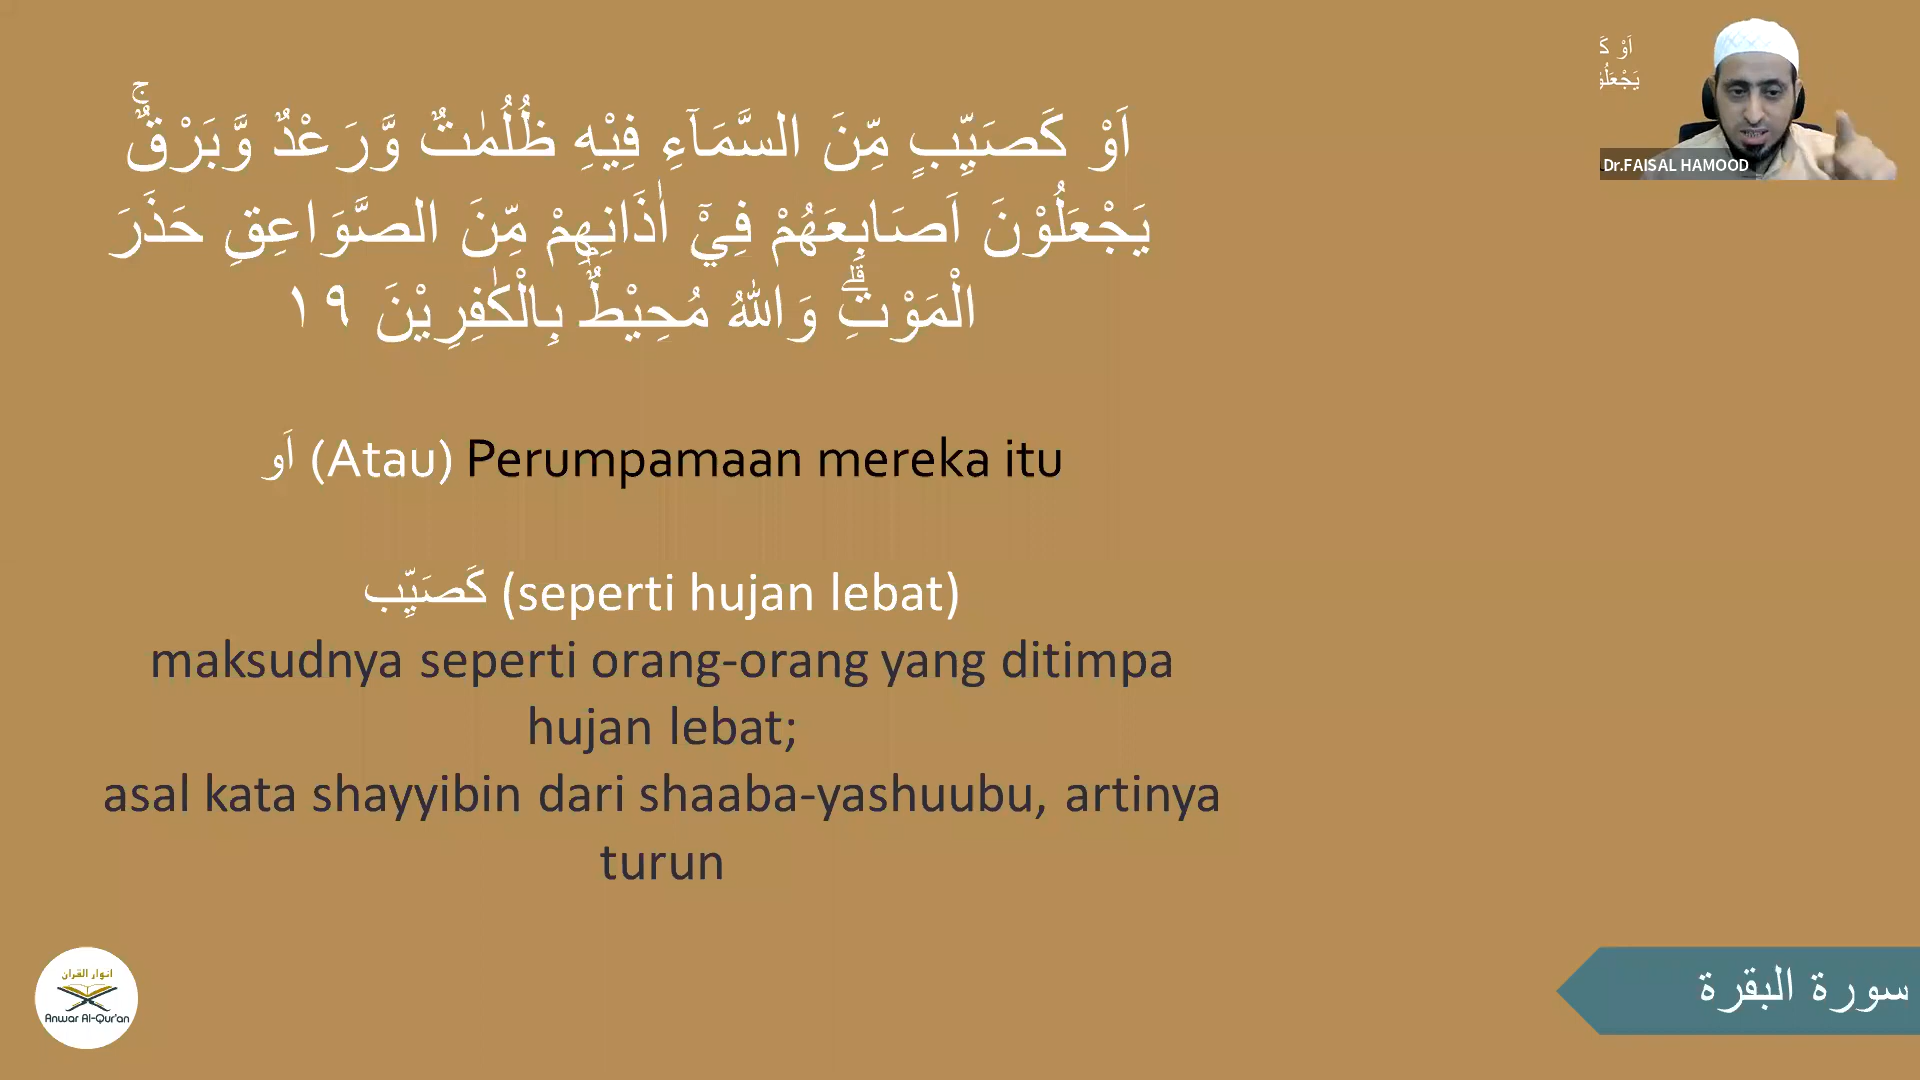 اَوْ كَصَيِّبٍ مِّنَ السَّمَاۤءِ فِيْهِ ظُلُمٰتٌ وَّرَعْدٌ وَّبَرْقٌۚ
يَجْعَلُوْنَ اَصَابِعَهُمْ فِيْٓ اٰذَانِهِمْ مِّنَ الصَّوَاعِقِ حَذَرَ
الْمَوْتِۗ وَاللّٰهُ مُحِيْطٌۢ بِالْكٰفِرِيْنَ ١٩
اَو (Atau) Perumpamaan mereka itu
كَصَيِّب (seperti hujan lebat)
maksudnya seperti orang-orang yang ditimpa
hujan lebat;
asal kata shayyibin dari shaaba-yashuubu, artinya
turun
اَوْ كَ
يَجْعَلُوْ
Dr.FAISAL HAMOOD
انوار القران
Anwar Al-Qur'an
سورة البقرة